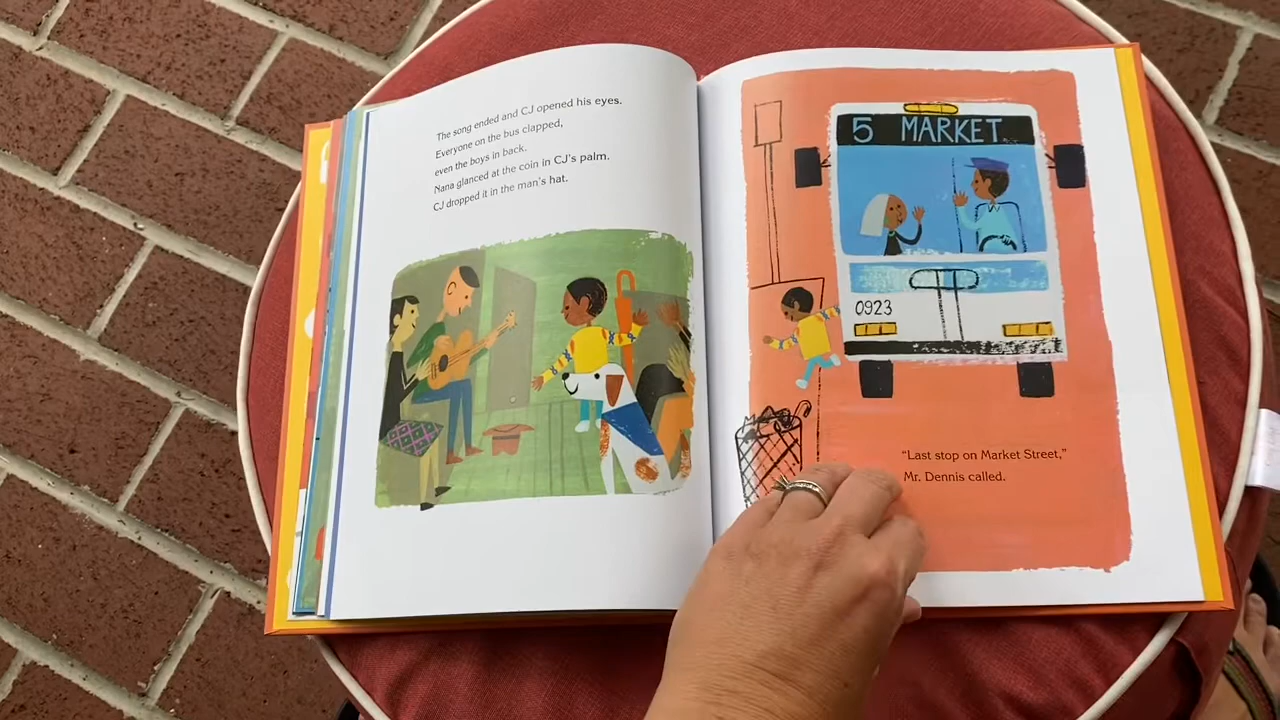 The song ended and CJ opened his eyes.
Everyone on the bus clapped,
even the boys in back.
Nana glanced at the coin in CJ's palm.
CJ dropped it in the man's hat.
5 MARKET
0923
“Last stop on Market Street,”
Mr. Dennis called.